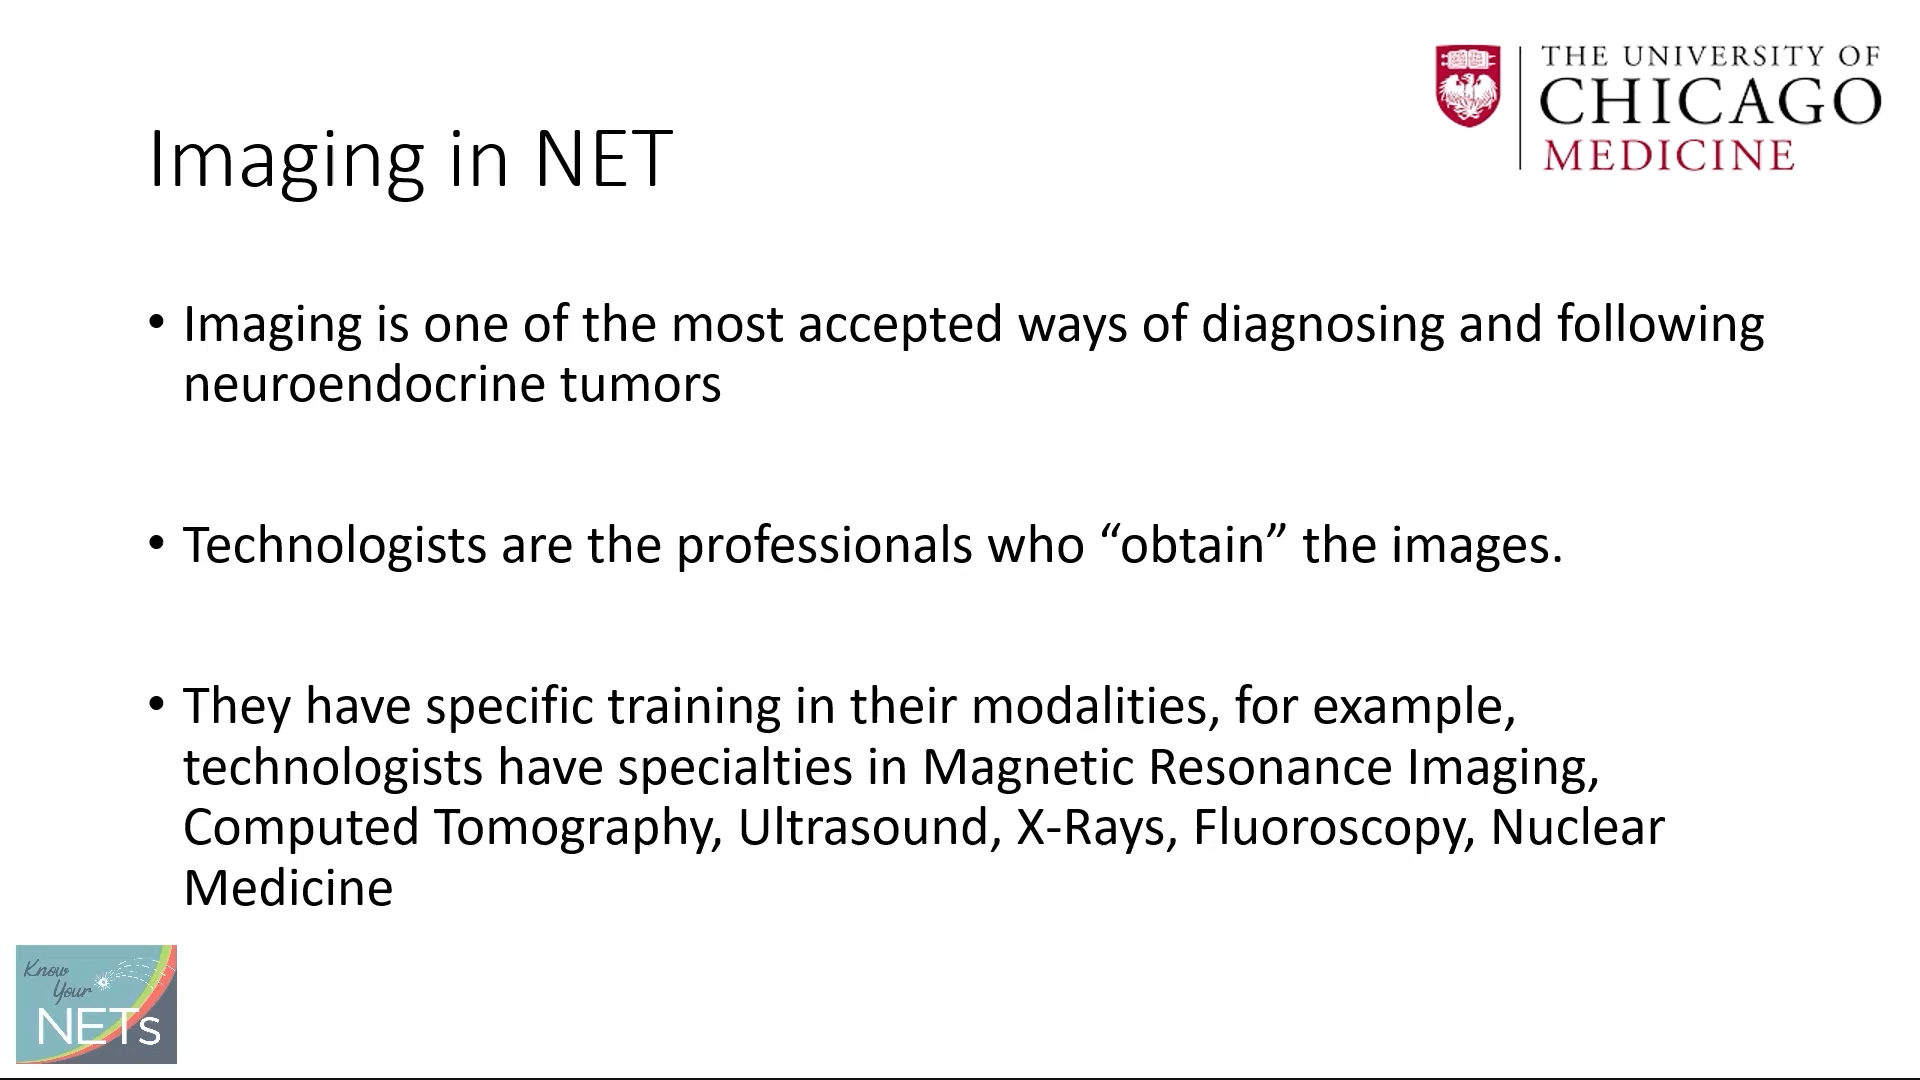 THE UNIVERSITY OF
CHICAGO
MEDICINE
Imaging in NET
• Imaging is one of the most accepted ways of diagnosing and following
neuroendocrine tumors
• Technologists are the professionals who “obtain” the images.
• They have specific training in their modalities, for example,
technologists have specialties in Magnetic Resonance Imaging,
Computed Tomography, Ultrasound, X-Rays, Fluoroscopy, Nuclear
Medicine
Know
Your
NETs